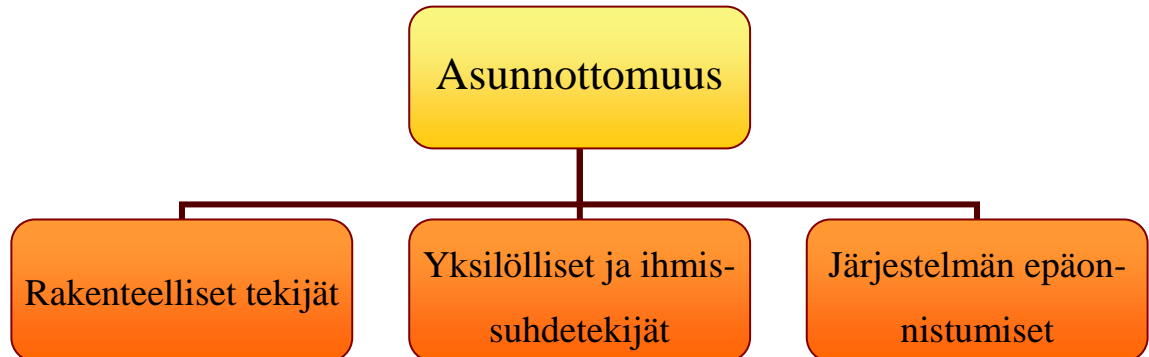 Asunnottomuus
Rakenteelliset tekijät
Yksilölliset ja ihmis-
suhdetekijät
Järjestelmän epäon-
nistumiset